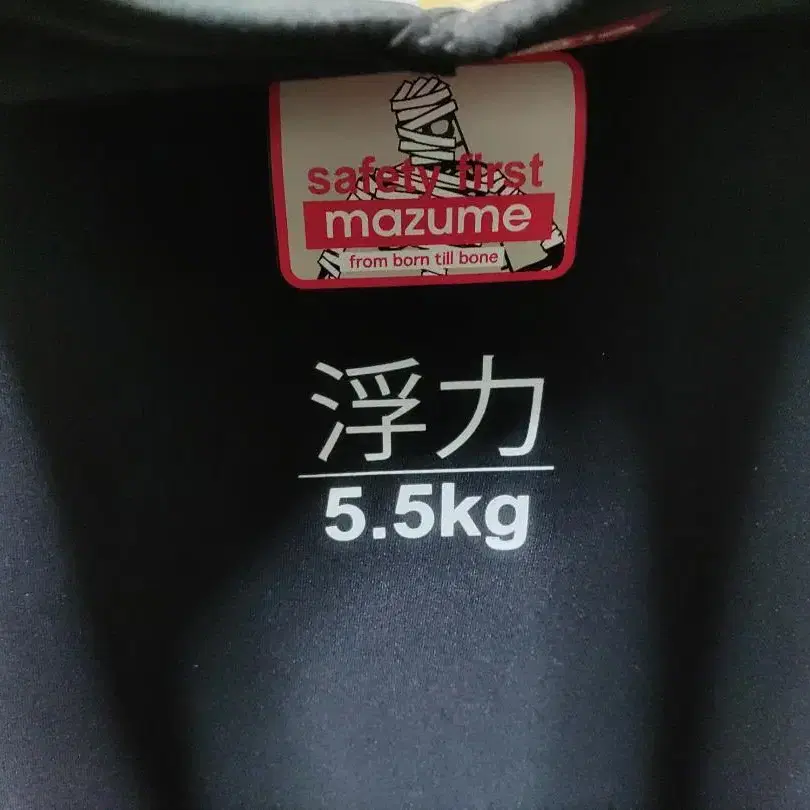 safety first
mazume
from born till bone
浮力
5.5kg